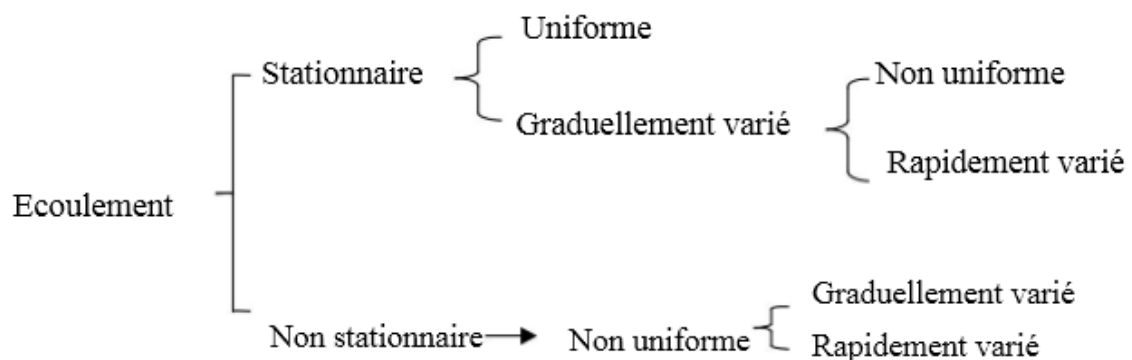 Uniforme
Stationnaire
Non uniforme
Graduellement varié
Rapidement varié
Ecoulement
Graduellement varié
Non stationnaire
Non uniforme
Rapidement varié